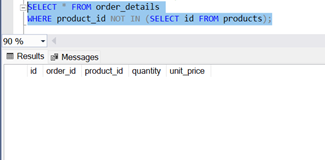 SELECT * FROM order_details
WHERE product_id NOT IN (SELECT id FROM products);
90 %
Results Messages
id order_id product_id quantity unit_price